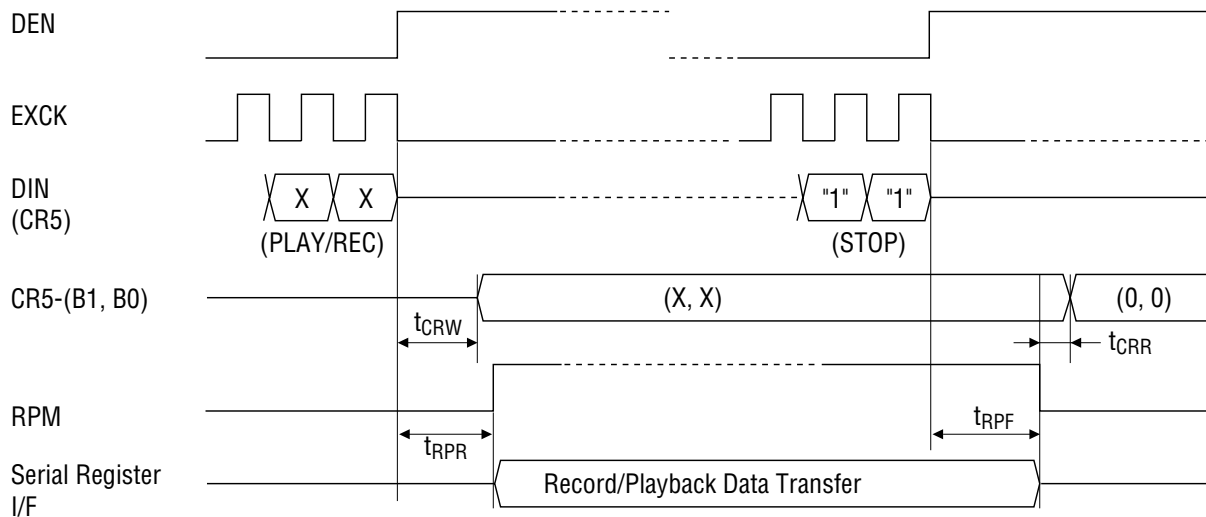 DEN
EXCK
DIN
(CR5)
X X
"1" "1"
(PLAY/REC)
(STOP)
CR5-(B1, B0)
(X, X)
(0, 0)
tCRW
tCRR
RPM
tRPR
tRPF
Serial Register
I/F
Record/Playback Data Transfer